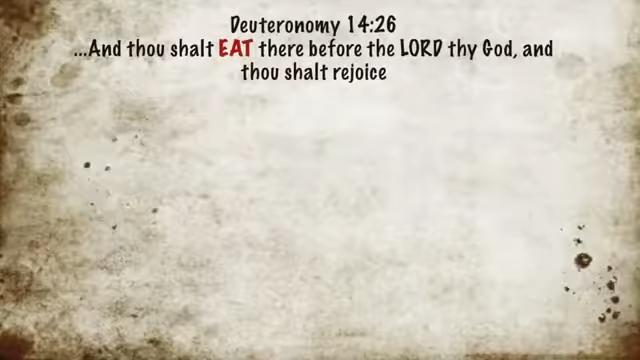 Deuteronomy 14:26
...And thou shalt EAT there before the LORD thy God, and
thou shalt rejoice